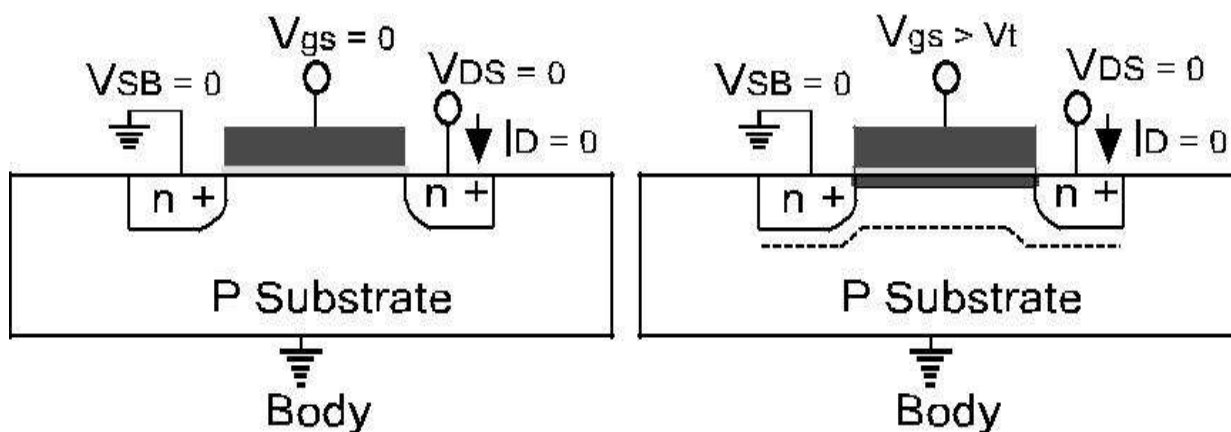 Vgs = 0
VSB = 0
VDS = 0
ID = 0
n +
n +
P Substrate
Body
Vgs > Vt
VSB = 0
VDS = 0
ID = 0
n +
n +
P Substrate
Body